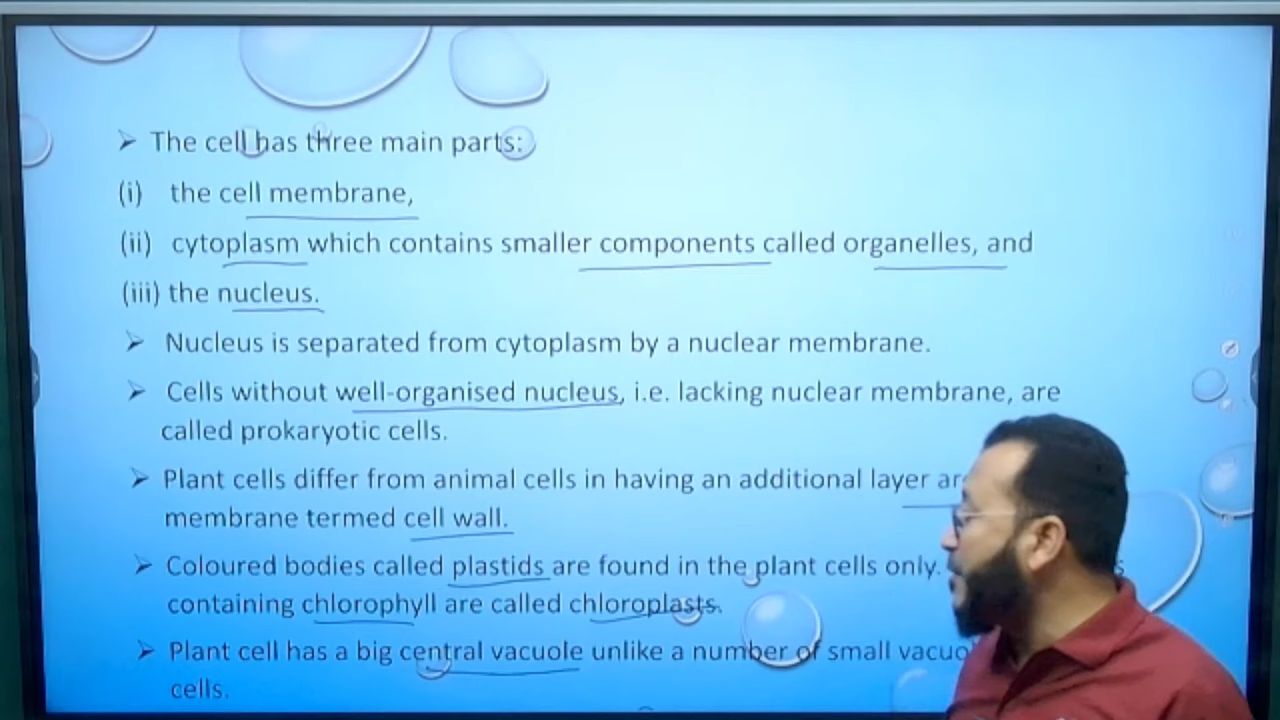 ➢ The cell has three main parts:
(i) the cell membrane,
(ii) cytoplasm which contains smaller components called organelles, and
(iii) the nucleus.
➢ Nucleus is separated from cytoplasm by a nuclear membrane.
➢ Cells without well-organised nucleus, i.e. lacking nuclear membrane, are
called prokaryotic cells.
➢ Plant cells differ from animal cells in having an additional layer
membrane termed cell wall.
➢ Coloured bodies called plastids are found in the plant cells only.
containing chlorophyll are called chloroplasts.
➢ Plant cell has a big central vacuole unlike a number of small
cells.